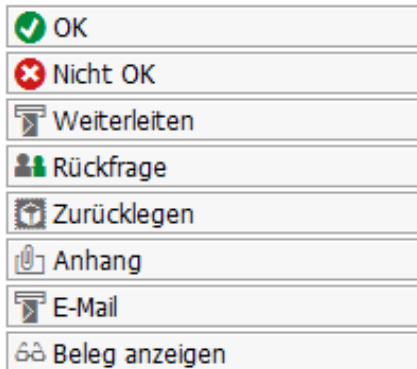 OK
Nicht OK
Weiterleiten
Rückfrage
Zurücklegen
Anhang
E-Mail
Beleg anzeigen